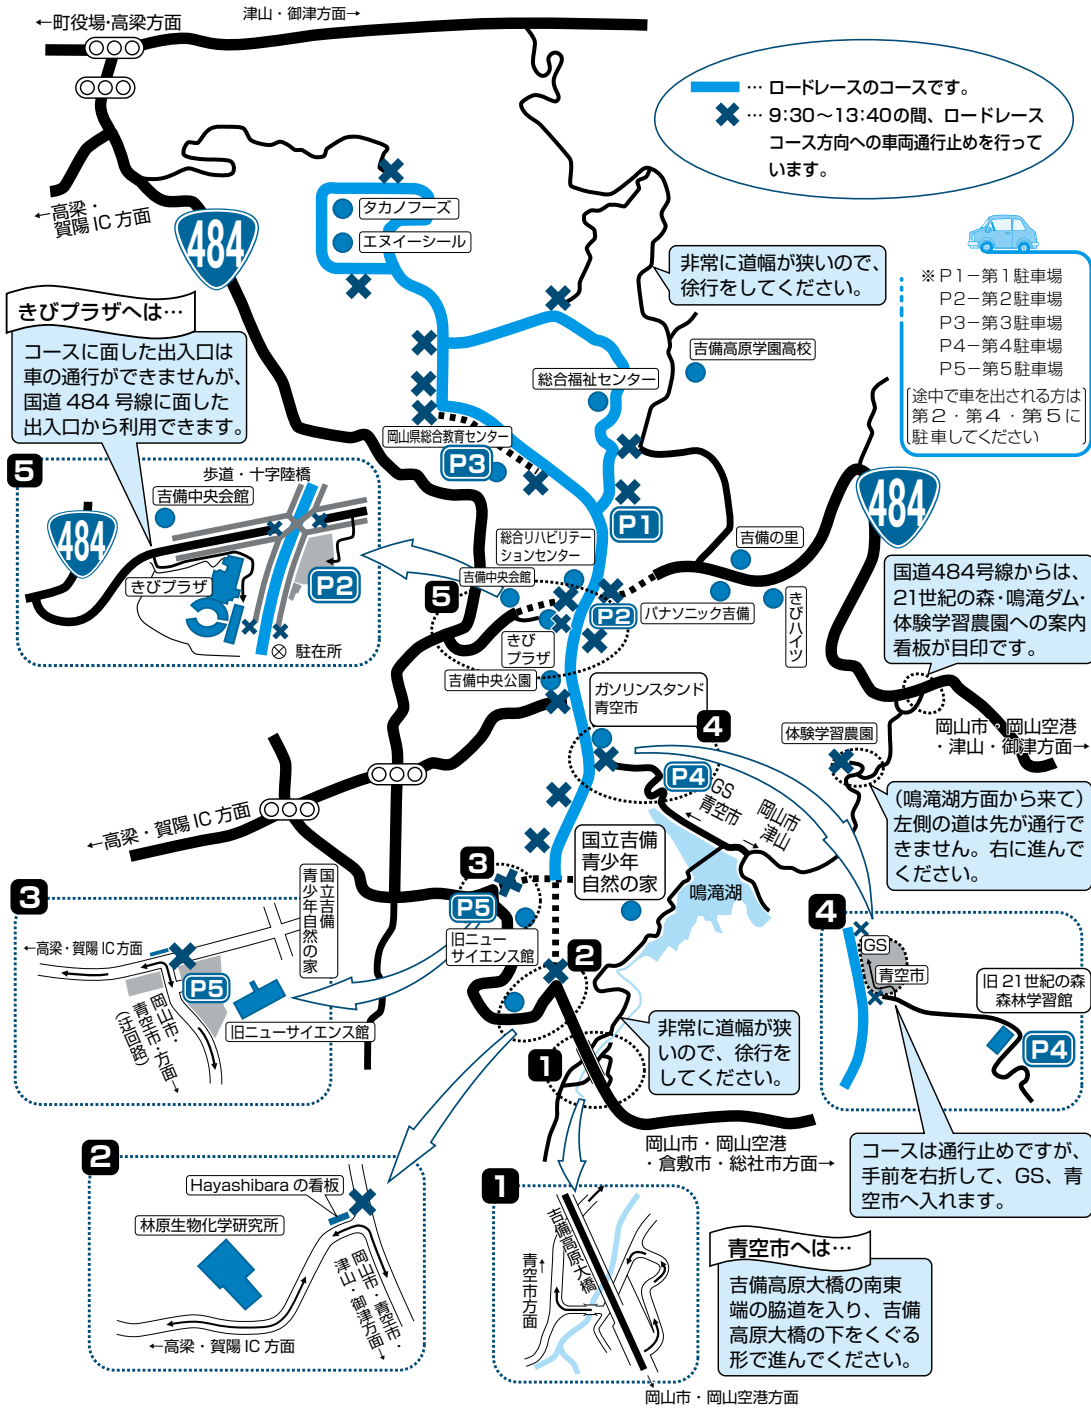 ←町役場・高梁方面
津山・御津方面→
… ロードレースのコースです。
… 9:30〜13:40の間、ロードレース
コース方向への車両通行止めを行って
います。
←高梁・
賀陽 IC 方面
484
タカノフーズ
エヌイーシール
非常に道幅が狭いので、
徐行をしてください。
※P1−第1駐車場
P2−第2駐車場
P3−第3駐車場
P4−第4駐車場
P5−第5駐車場
途中で車を出される方は
第2・第4・第5に
駐車してください
きびプラザへは…
コースに面した出入口は
車の通行ができませんが、
国道 484 号線に面した
出入口から利用できます。
吉備高原学園高校
総合福祉センター
岡山県総合教育センター
P3
P1
484
5
歩道・十字陸橋
吉備中央会館
484
きびプラザ
P2
駐在所
総合リハビリテー
ションセンター
吉備中央会館
5
P2
きび
プラザ
吉備の里
パナソニック吉備
きびハイツ
国道484号線からは、
21世紀の森・鳴滝ダム・
体験学習農園への案内
看板が目印です。
吉備中央公園
ガソリンスタンド
青空市
4
P4
GS
青空市
岡山市
津山
体験学習農園
岡山市・岡山空港
・津山・御津方面→
(鳴滝湖方面から来て)
左側の道は先が通行で
きません。右に進んで
ください。
←高梁・賀陽 IC 方面
国立吉備
青少年
自然の家
鳴滝湖
3
P5
旧ニュー
サイエンス館
2
3
←高梁・賀陽 IC 方面
国立吉備
青少年自然の家
P5
旧ニューサイエンス館
岡山市・
青空市・方面→
(迂回路)
4
GS
青空市
旧 21世紀の森
森林学習館
P4
非常に道幅が狭
いので、徐行を
してください。
1
岡山市・岡山空港
・倉敷市・総社市方面→
コースは通行止めですが、
手前を右折して、GS、青
空市へ入れます。
2
Hayashibara の看板
林原生物化学研究所
岡山市・青空市・
津山・御津方面→
←高梁・賀陽 IC 方面
1
吉備高原大橋
青空市方面→
岡山市・岡山空港方面
青空市へは…
吉備高原大橋の南東
端の脇道を入り、吉備
高原大橋の下をくぐる
形で進んでください。